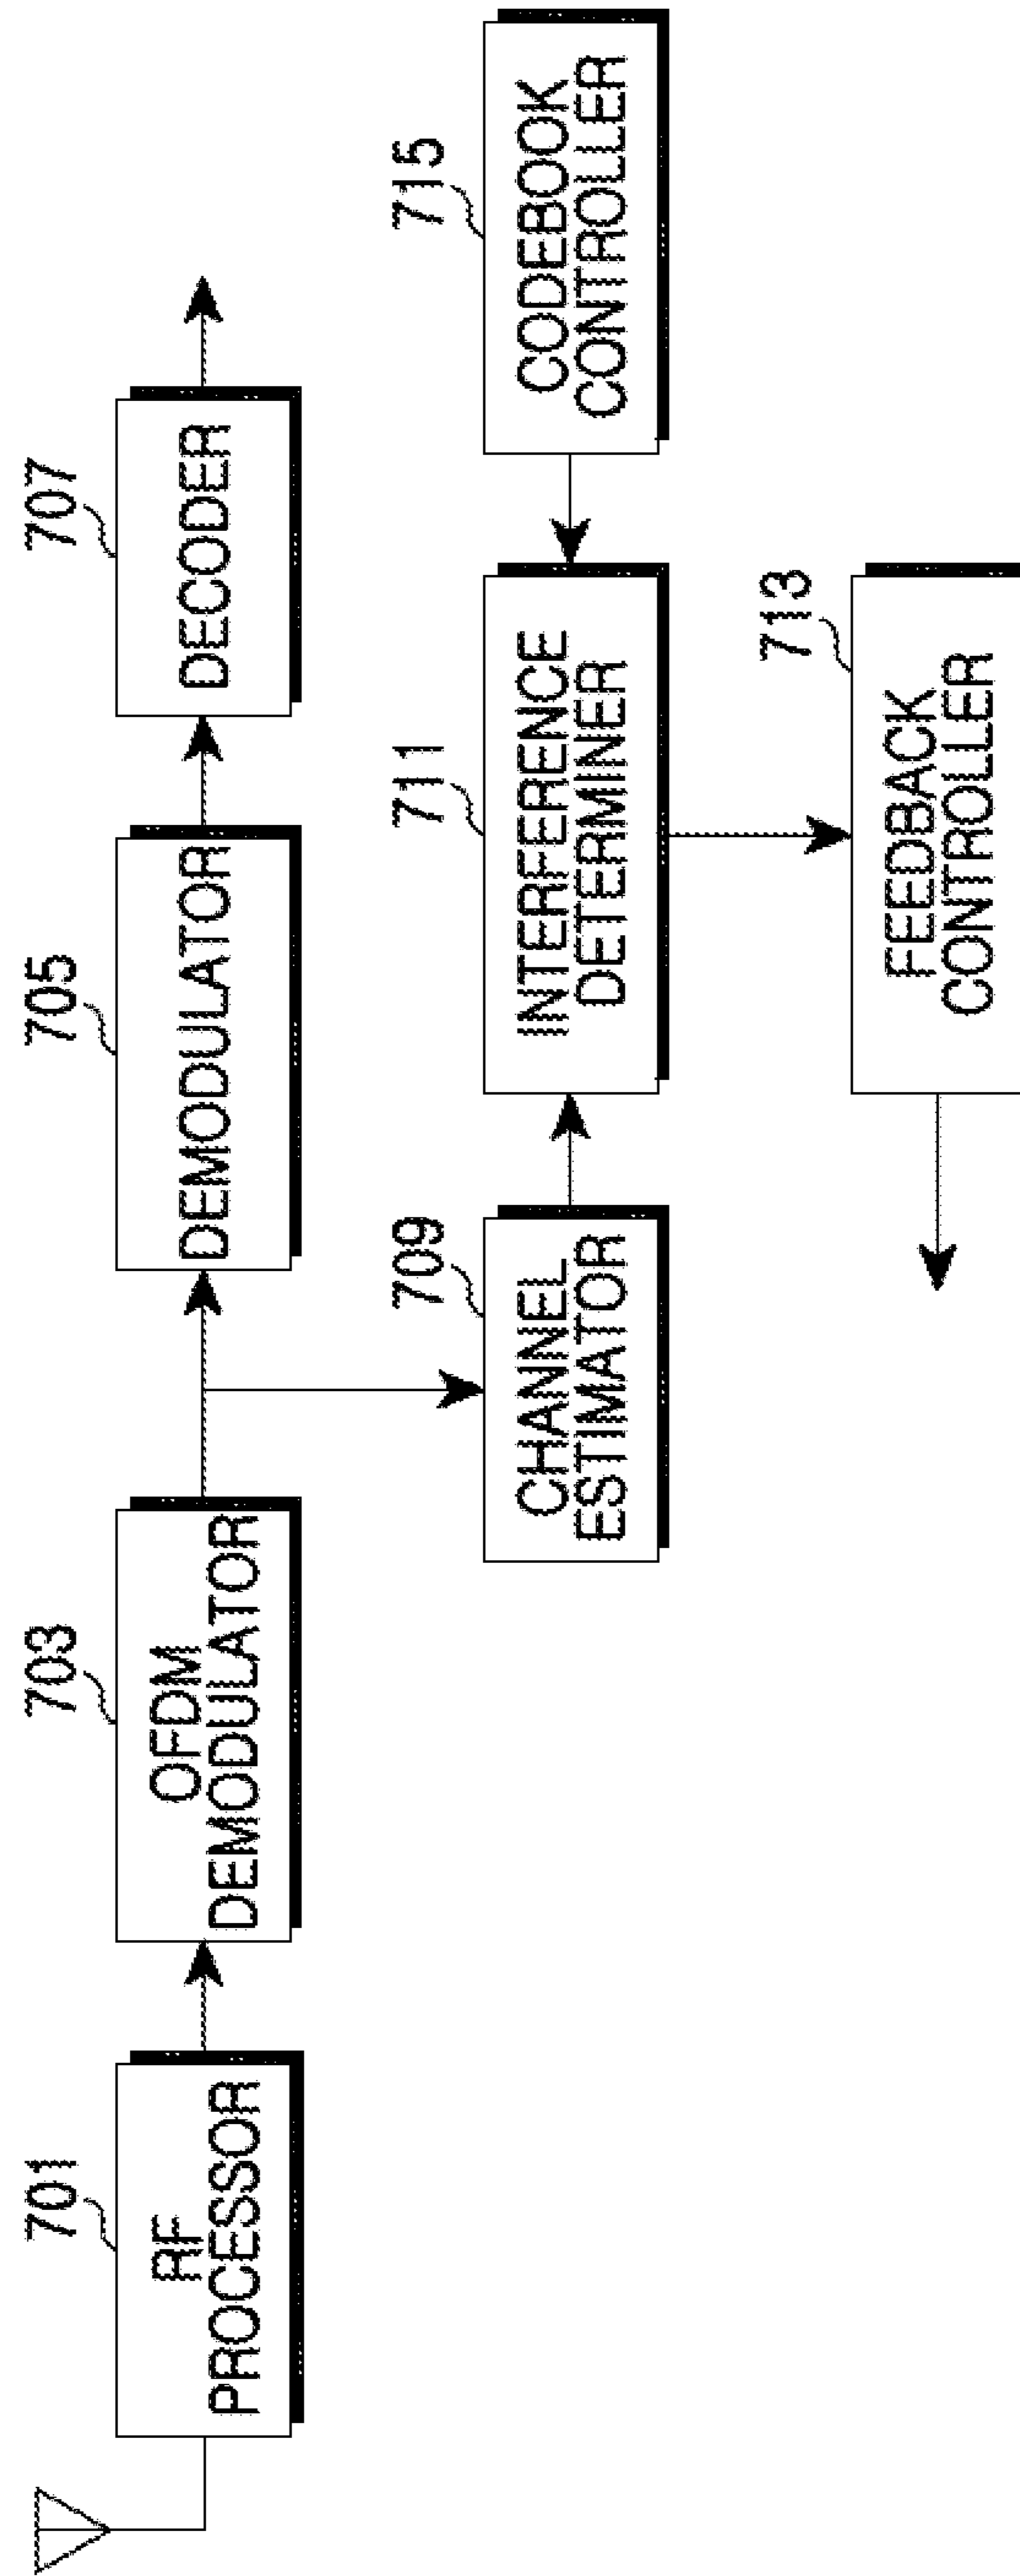 701
RF
PROCESSOR
703
OFDM
DEMODULATOR
705
DEMODULATOR
707
DECODER
709
CHANNEL
ESTIMATOR
711
INTERFERENCE
DETERMINER
715
CODEBOOK
CONTROLLER
713
FEEDBACK
CONTROLLER